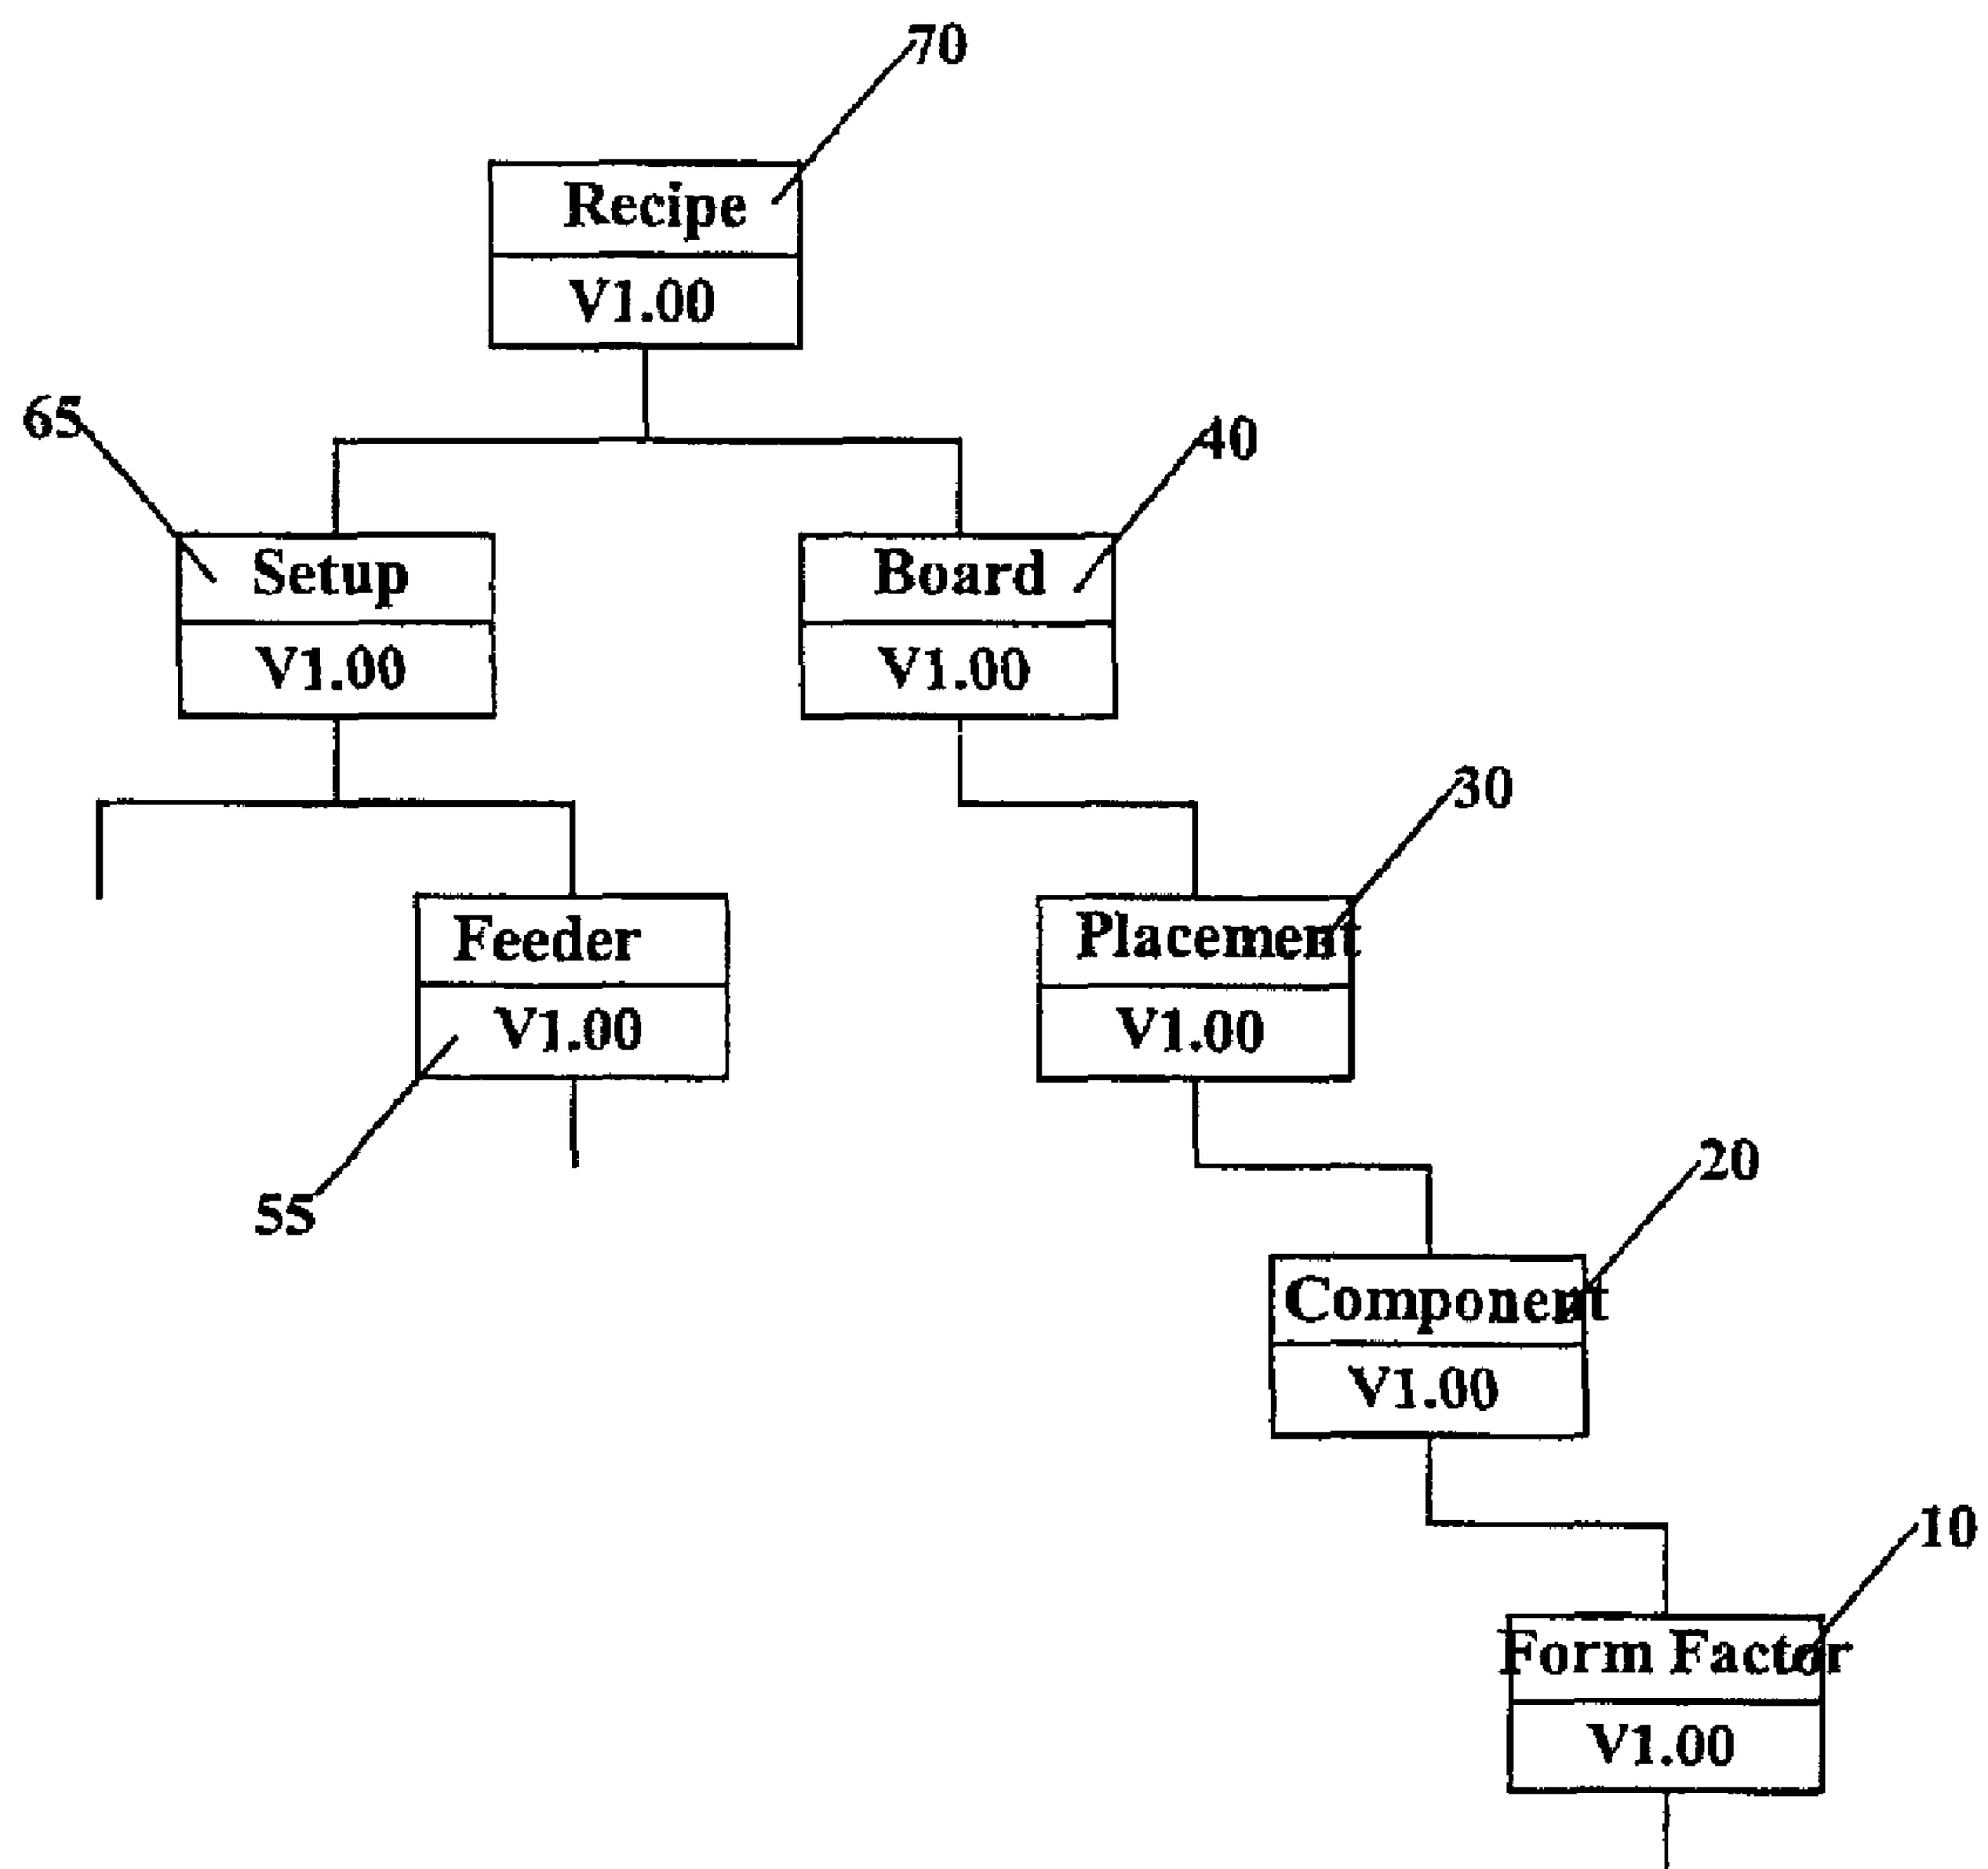 70
Recipe
V1.00
65
40
Setup
Board
V1.00
V1.00
30
Feeder
Placement
V1.00
V1.00
55
20
Component
V1.00
10
Form Factor
V1.00